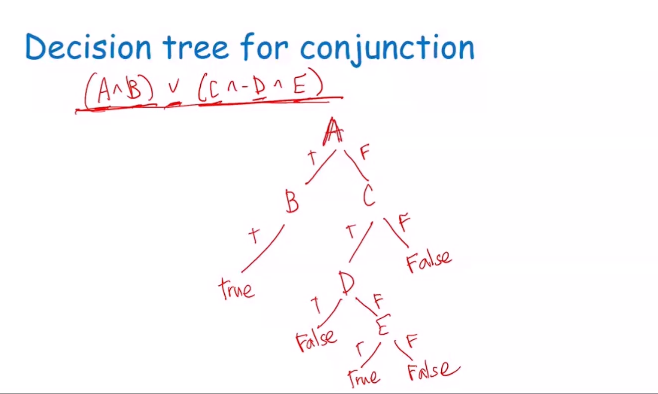 Decision tree for conjunction
(A ∧ B) ∨ (C ∧ - D ∧ E)
A
T F
B C
T T F
True False
D
T F
False E
T F
True False